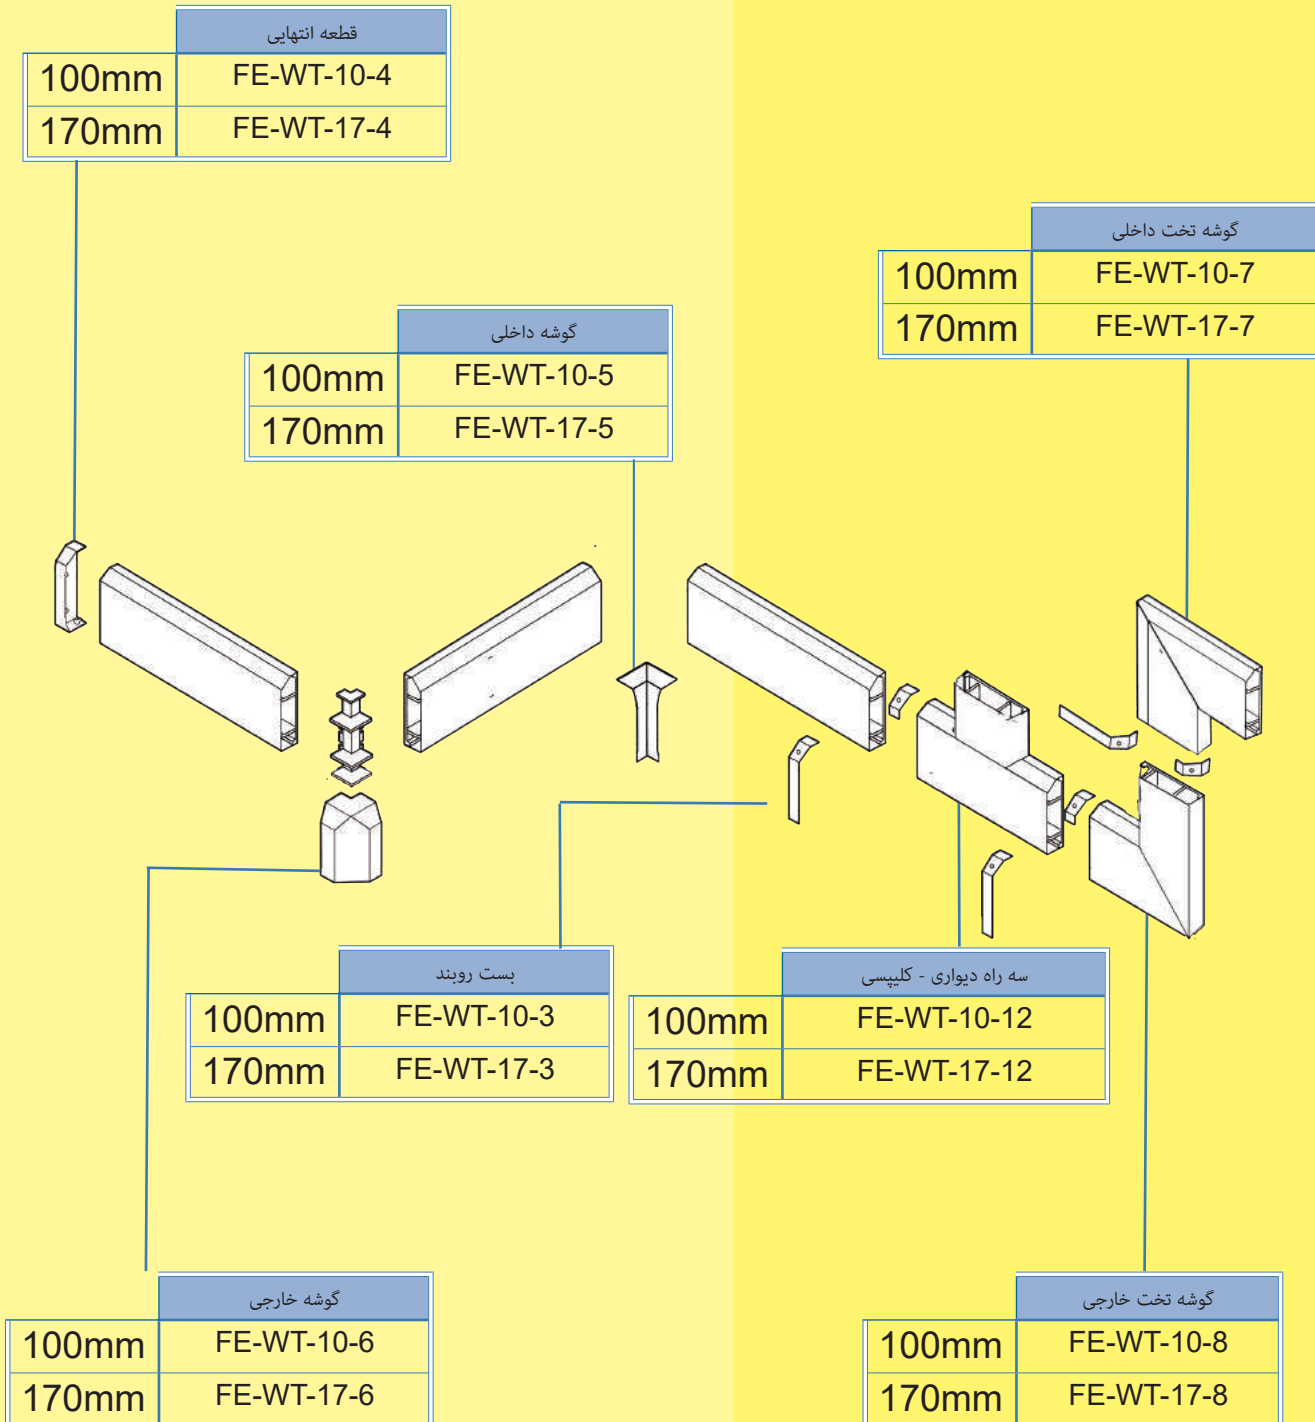 قطعه انتهایی
100mm FE-WT-10-4
170mm FE-WT-17-4
گوشه تخت داخلی
100mm FE-WT-10-7
170mm FE-WT-17-7
گوشه داخلی
100mm FE-WT-10-5
170mm FE-WT-17-5
بست روبند
100mm FE-WT-10-3
170mm FE-WT-17-3
سه راه دیواری - کلیپسی
100mm FE-WT-10-12
170mm FE-WT-17-12
گوشه خارجی
100mm FE-WT-10-6
170mm FE-WT-17-6
گوشه تخت خارجی
100mm FE-WT-10-8
170mm FE-WT-17-8